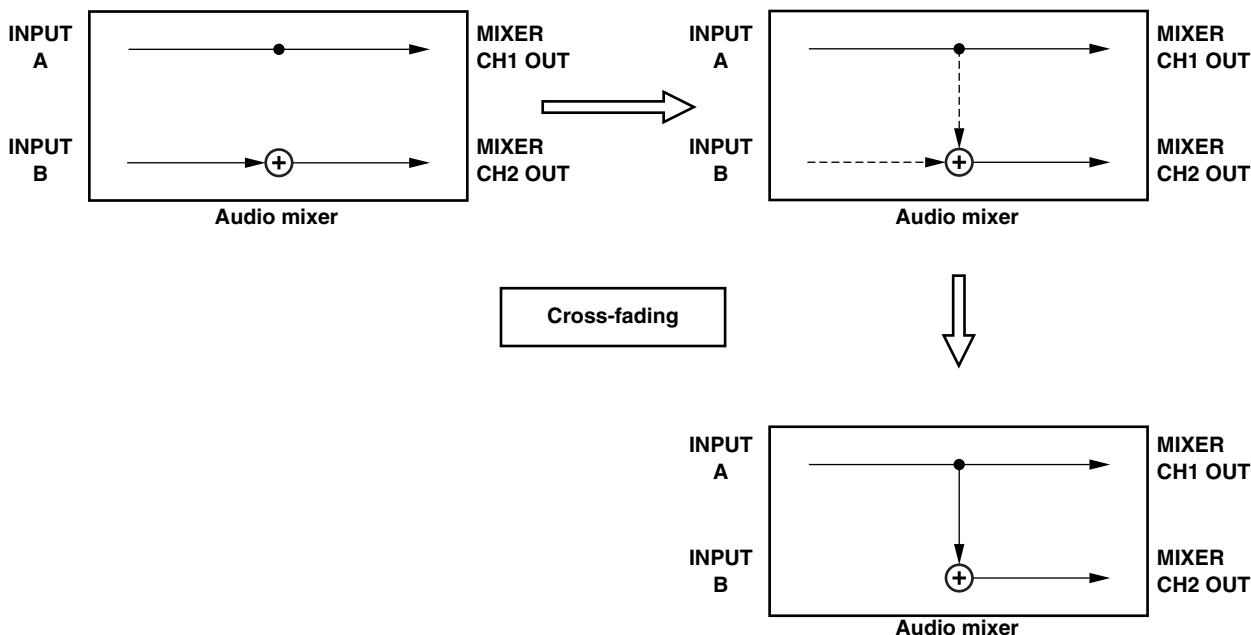 INPUT
A
MIXER
CH1 OUT
INPUT
B
+
MIXER
CH2 OUT
Audio mixer
INPUT
A
MIXER
CH1 OUT
INPUT
B
+
MIXER
CH2 OUT
Audio mixer
Cross-fading
INPUT
A
MIXER
CH1 OUT
INPUT
B
+
MIXER
CH2 OUT
Audio mixer